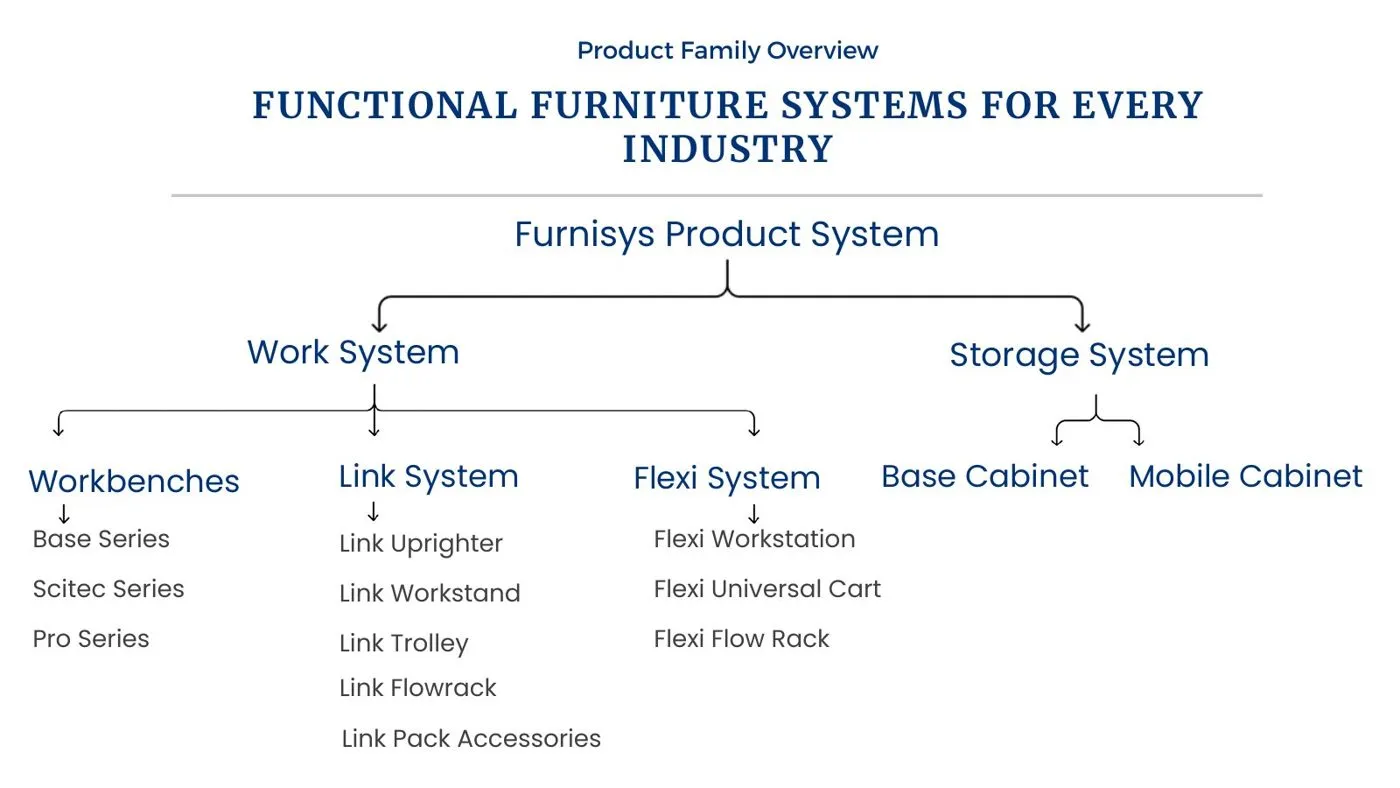 Product Family Overview
FUNCTIONAL FURNITURE SYSTEMS FOR EVERY
INDUSTRY
Furnisys Product System
Work System
Storage System
Workbenches
Link System
Flexi System
Base Cabinet
Mobile Cabinet
Base Series
Scitec Series
Pro Series
Link Uprighter
Link Workstand
Link Trolley
Link Flowrack
Link Pack Accessories
Flexi Workstation
Flexi Universal Cart
Flexi Flow Rack